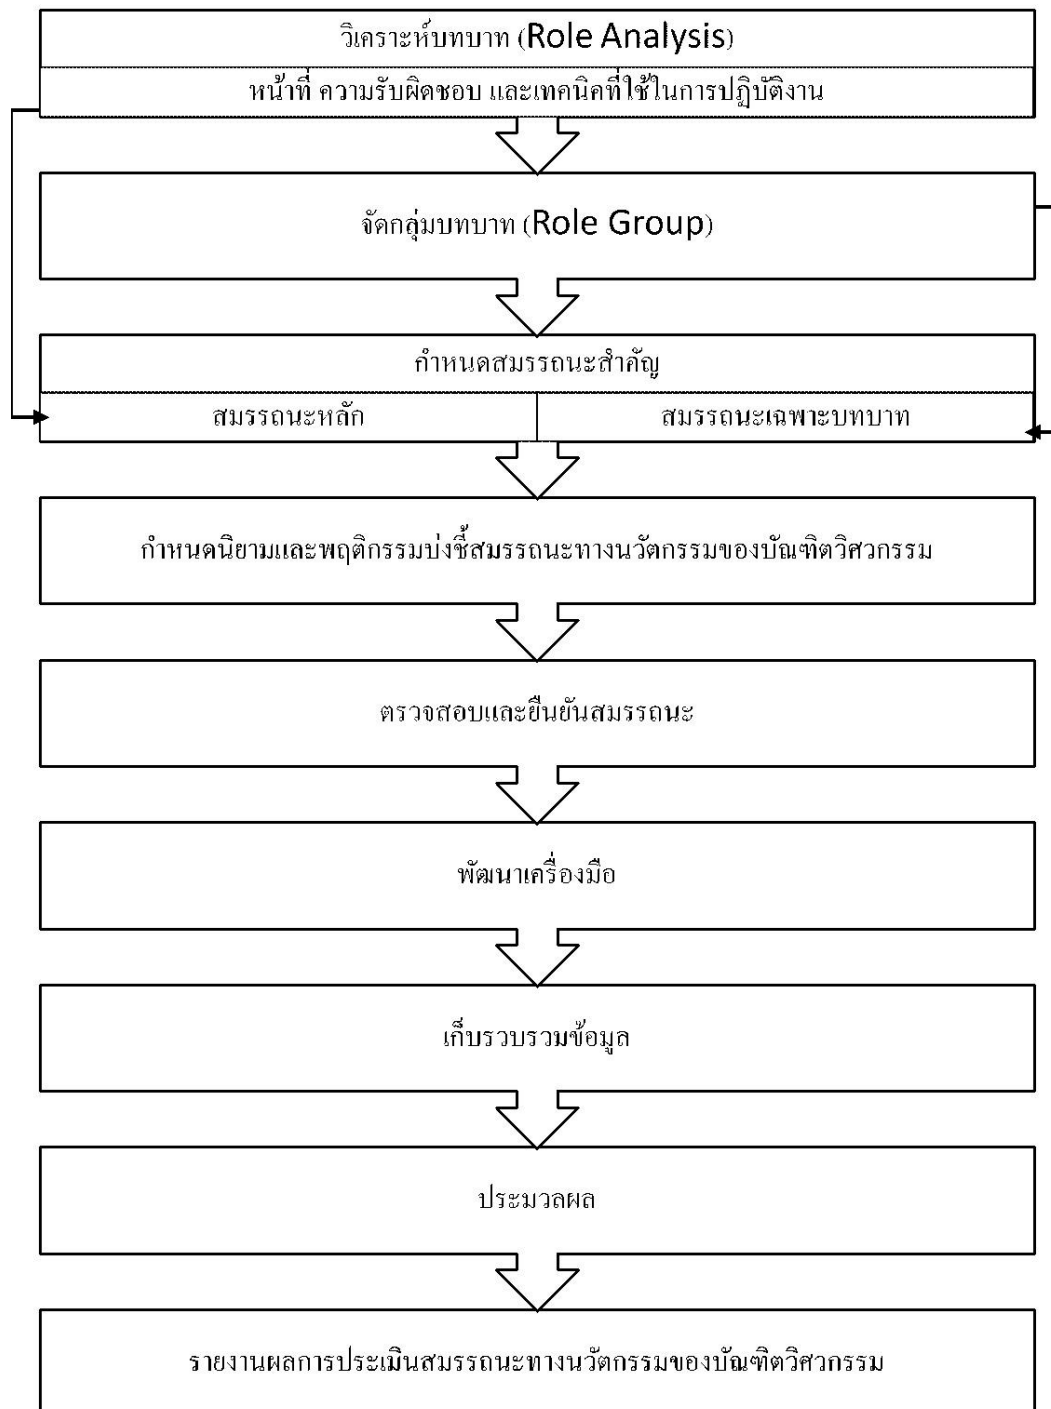 วิเคราะห์บทบาท (Role Analysis)
หน้าที่ ความรับผิดชอบ และเทคนิคที่ใช้ในการปฏิบัติงาน
จัดกลุ่มบทบาท (Role Group)
กำหนดสมรรถนะสำคัญ
สมรรถนะหลัก
สมรรถนะเฉพาะบทบาท
กำหนดนิยามและพฤติกรรมบ่งชี้สมรรถนะทางนวัตกรรมของบัณฑิตวิศวกรรม
ตรวจสอบและยืนยันสมรรถนะ
พัฒนาเครื่องมือ
เก็บรวบรวมข้อมูล
ประมวลผล
รายงานผลการประเมินสมรรถนะทางนวัตกรรมของบัณฑิตวิศวกรรม